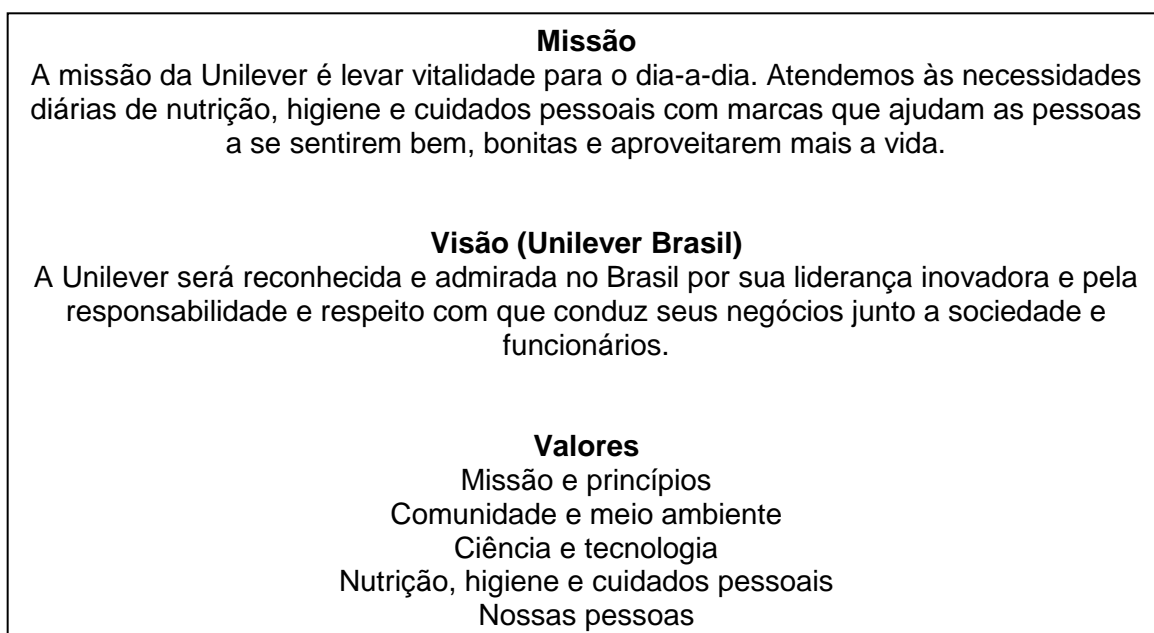 Missão
A missão da Unilever é levar vitalidade para o dia-a-dia. Atendemos às necessidades
diárias de nutrição, higiene e cuidados pessoais com marcas que ajudam as pessoas
a se sentirem bem, bonitas e aproveitarem mais a vida.
Visão (Unilever Brasil)
A Unilever será reconhecida e admirada no Brasil por sua liderança inovadora e pela
responsabilidade e respeito com que conduz seus negócios junto a sociedade e
funcionários.
Valores
Missão e princípios
Comunidade e meio ambiente
Ciência e tecnologia
Nutrição, higiene e cuidados pessoais
Nossas pessoas